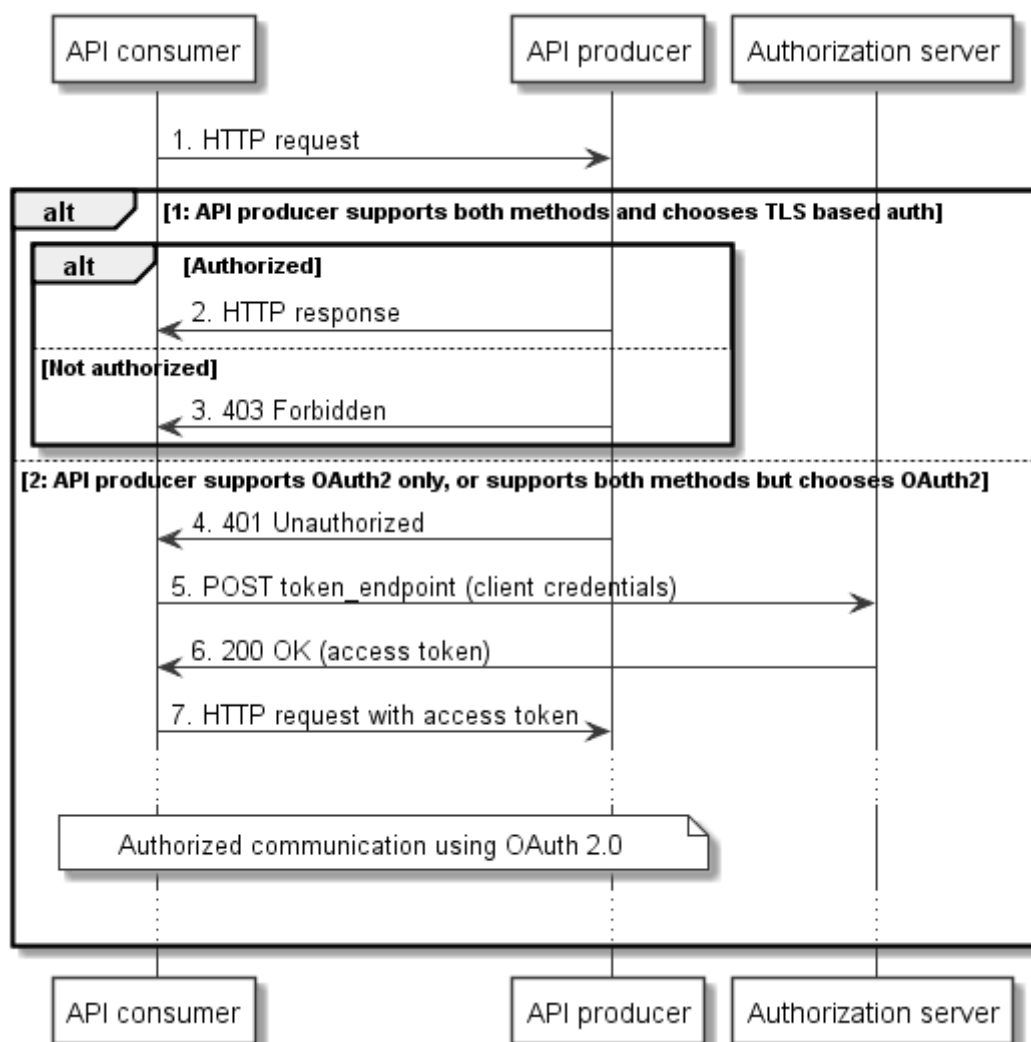 API consumer
API producer
Authorization server
1. HTTP request
alt
[1: API producer supports both methods and chooses TLS based auth]
alt
[Authorized]
2. HTTP response
[Not authorized]
3. 403 Forbidden
[2: API producer supports OAuth2 only, or supports both methods but chooses OAuth2]
4. 401 Unauthorized
5. POST token_endpoint (client credentials)
6. 200 OK (access token)
7. HTTP request with access token
Authorized communication using OAuth 2.0
API consumer
API producer
Authorization server